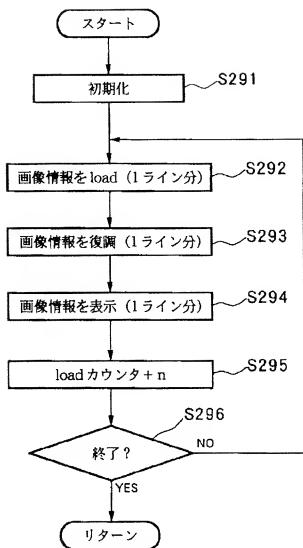 スタート
初期化
S291
画像情報をload (1ライン分)
S292
画像情報を復調 (1ライン分)
S293
画像情報を表示 (1ライン分)
S294
loadカウンタ+n
S295
終了?
S296
NO
YES
リターン